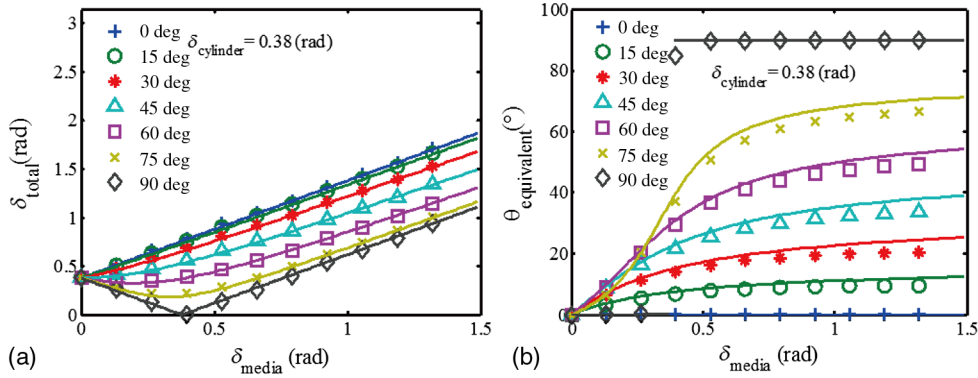 3
2.5
2
1.5
1
0.5
0
δtotal(rad)
0 deg
15 deg
30 deg
45 deg
60 deg
75 deg
90 deg
δcylinder = 0.38 (rad)
0 0.5 1 1.5
δmedia (rad)
(a)
100
80
60
40
20
0
θequivalent(°)
0 deg
15 deg
30 deg
45 deg
60 deg
75 deg
90 deg
δcylinder = 0.38 (rad)
0 0.5 1 1.5
δmedia (rad)
(b)